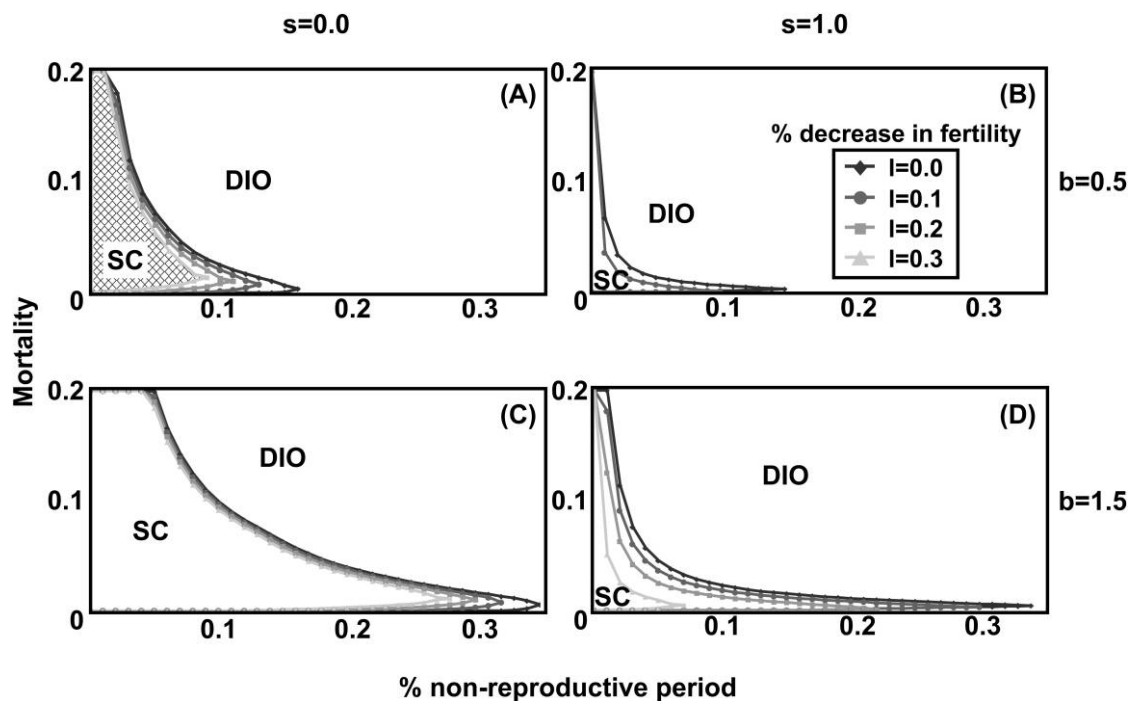 s=0.0
s=1.0
0.2
(A)
DIO
0.1
SC
0
0.1
0.2
0.3
0.2
(B)
% decrease in fertility
l=0.0
l=0.1
l=0.2
l=0.3
0.1
DIO
SC
0
0.1
0.2
0.3
b=0.5
Mortality
0.2
(C)
DIO
0.1
SC
0
0.1
0.2
0.3
0.2
(D)
DIO
0.1
SC
0
0.1
0.2
0.3
b=1.5
% non-reproductive period